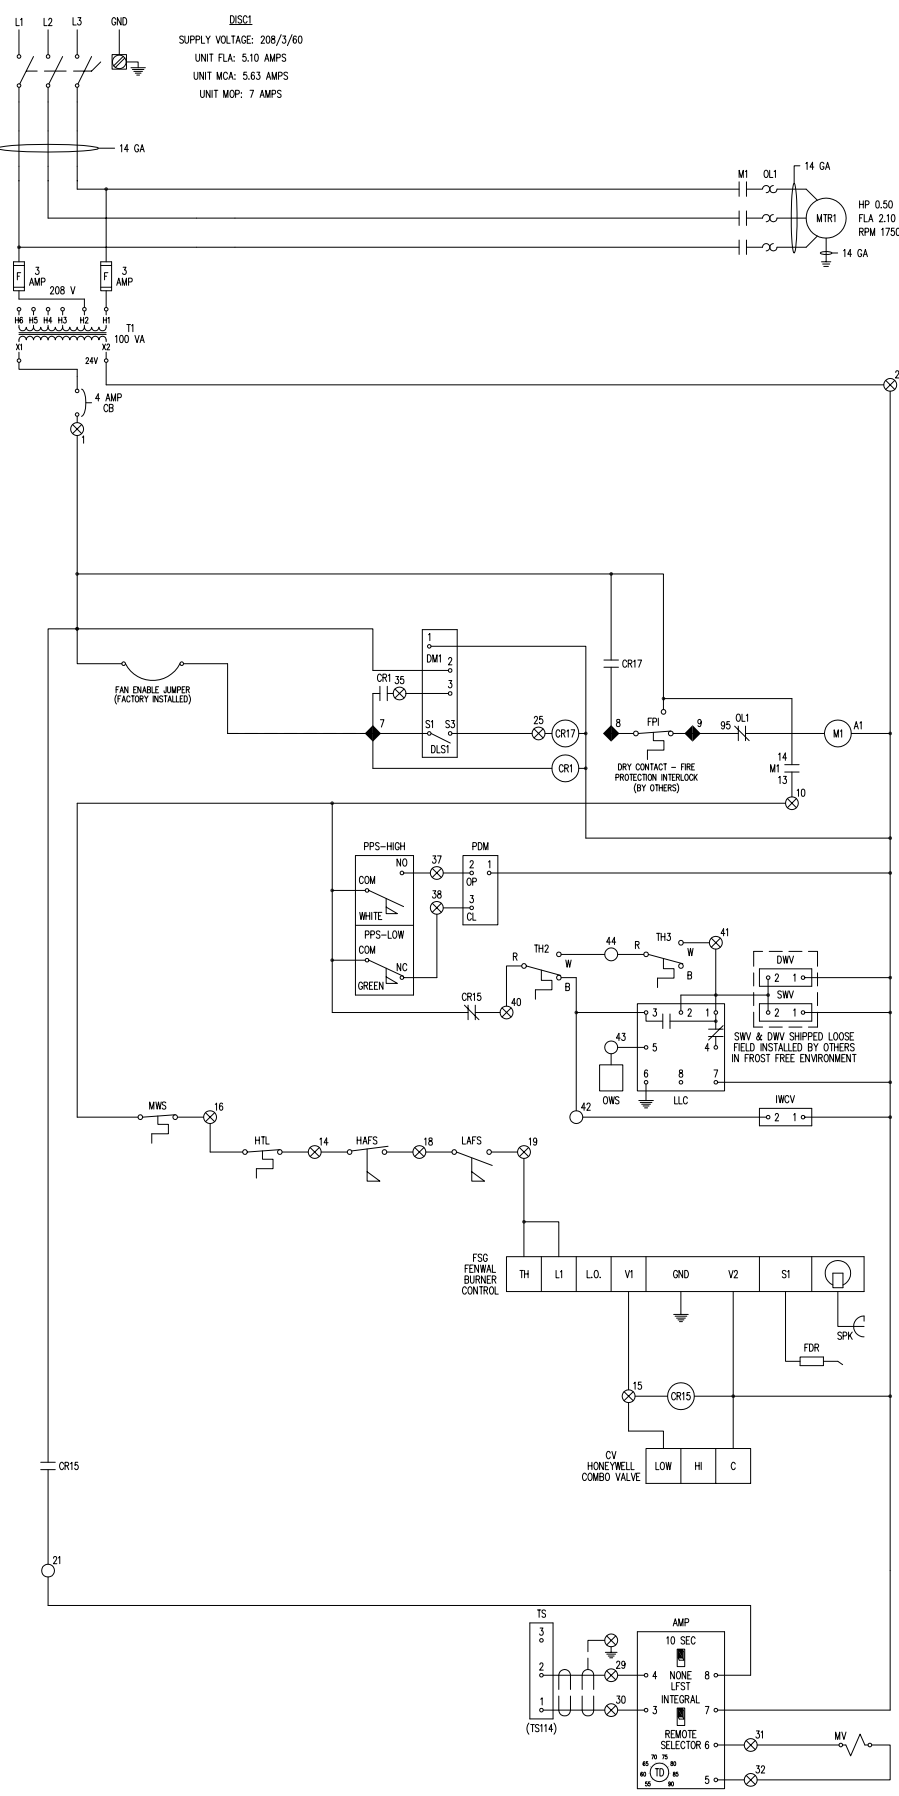 L1 L2 L3 GND
DISC1
SUPPLY VOLTAGE: 208/3/60
UNIT FLA: 5.10 AMPS
UNIT MCA: 5.63 AMPS
UNIT MOP: 7 AMPS
14 GA
14 GA
M1 OL1
MTR1
HP 0.50
FLA 2.10
RPM 1750
14 GA
F 3 AMP
F 3 AMP
208 V
H6 H5 H4 H3 H2 H1
T1
100 VA
X1 X2
24V
2
4 AMP
CB
1
FAN ENABLE JUMPER
(FACTORY INSTALLED)
1
DM1
2
3
CR1 35
7
S1 S3
DLS1
25
CR17
CR1
CR17
8
FPI
9
95
OL1
M1
A1
DRY CONTACT – FIRE
PROTECTION INTERLOCK
(BY OTHERS)
14
M1
13
10
PPS-HIGH
NO
COM
WHITE
PPS-LOW
COM
NC
GREEN
37
38
PDM
2 1
OP
3
CL
CR15
40
R
TH2
W
B
44
R
TH3
W
B
41
DWV
2 1
SWV
2 1
SWV & DWV SHIPPED LOOSE
FIELD INSTALLED BY OTHERS
IN FROST FREE ENVIRONMENT
3 2 1
4
43
5
6 8 7
OWS
LLC
42
IWCV
2 1
MWS
16
HTL
14
HAFS
18
LAFS
19
FSG
FENWAL
BURNER
CONTROL
TH L1 L.O. V1 GND V2 S1
SPK
FDR
15
CR15
CV
HONEYWELL
COMBO VALVE
LOW HI C
CR15
21
TS
3
2
1
(TS114)
29
30
AMP
10 SEC
4
NONE
LFST
8
INTEGRAL
3
7
REMOTE
SELECTOR 6
31
MV
5
32
TD
55 60 65 70 75 80 85 90